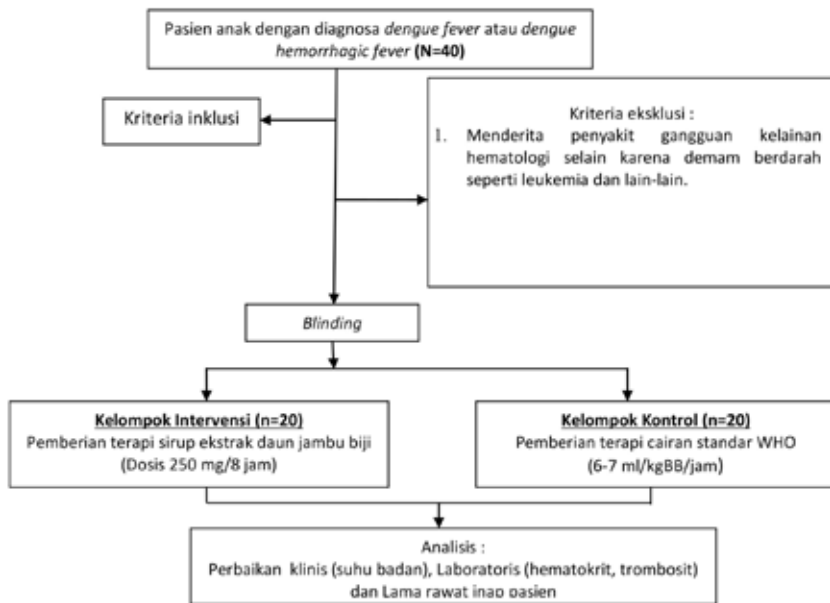 Pasien anak dengan diagnosa dengue fever atau dengue
hemorrhagic fever (N=40)
Kriteria inklusi
Kriteria eksklusi :
1. Menderita penyakit gangguan kelainan
hematologi selain karena demam berdarah
seperti leukemia dan lain-lain.
Blinding
Kelompok Intervensi (n=20)
Pemberian terapi sirup ekstrak daun jambu biji
(Dosis 250 mg/8 jam)
Kelompok Kontrol (n=20)
Pemberian terapi cairan standar WHO
(6-7 ml/kgBB/jam)
Analisis :
Perbaikan klinis (suhu badan), Laboratoris (hematokrit, trombosit)
dan Lama rawat inap pasien